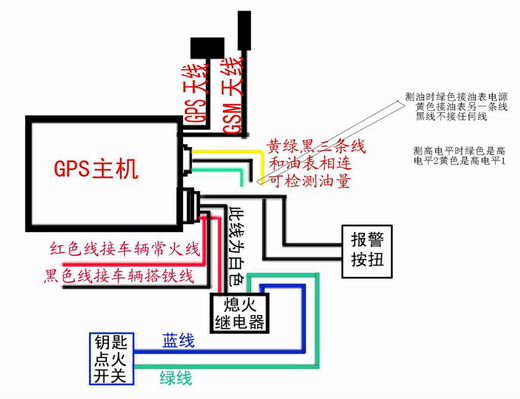 GPS天线
GSM天线
测油时绿色接油表电源
黄色接油表另一条线
黑线不接任何线
黄绿黑三条线
和油表相连
可检测油量
测高电平时绿色是高
电平2黄色是高电平1
GPS主机
此线为白色
红色线接车辆常火线
黑色线接车辆搭铁线
报警
按扭
熄火
继电器
钥匙
点火
开关
蓝线
绿线